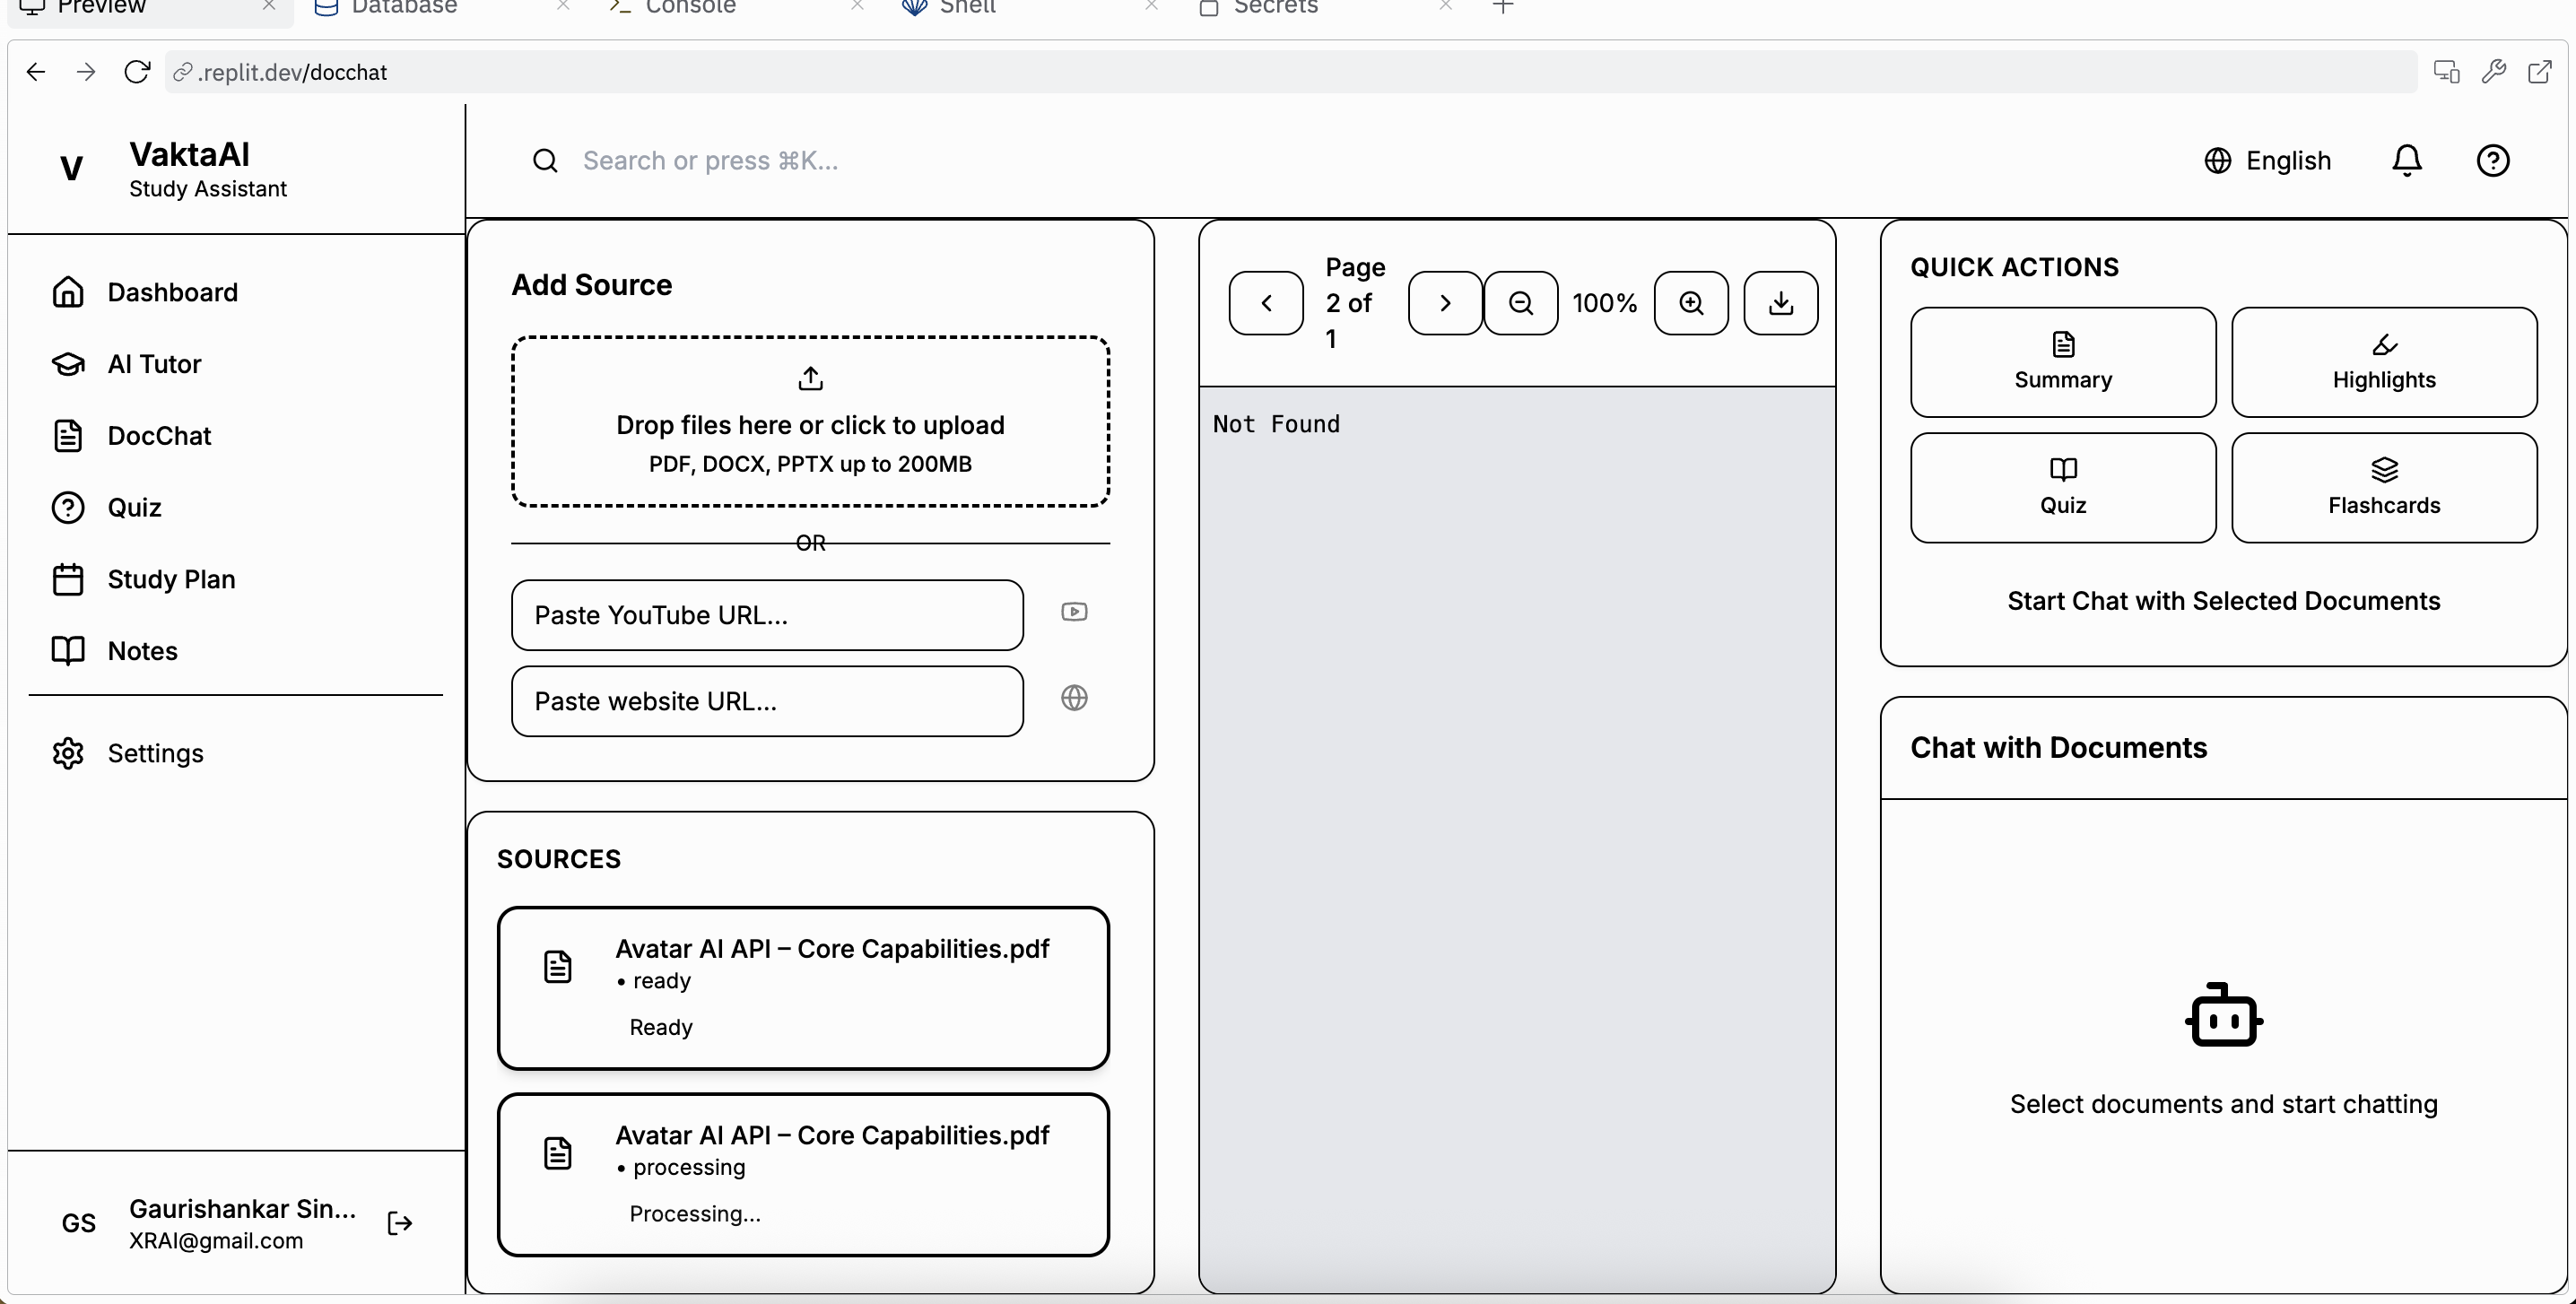 Preview
Database
Console
Shell
Secrets
.replit.dev/docchat
V
VaktaAI
Study Assistant
Search or press ⌘K...
English
Dashboard
AI Tutor
DocChat
Quiz
Study Plan
Notes
Settings
GS
Gaurishankar Sin...
XRAI@gmail.com
Add Source
Drop files here or click to upload
PDF, DOCX, PPTX up to 200MB
OR
Paste YouTube URL...
Paste website URL...
SOURCES
Avatar AI API – Core Capabilities.pdf
• ready
Ready
Avatar AI API – Core Capabilities.pdf
• processing
Processing...
Page
2 of
1
100%
Not Found
QUICK ACTIONS
Summary
Highlights
Quiz
Flashcards
Start Chat with Selected Documents
Chat with Documents
Select documents and start chatting